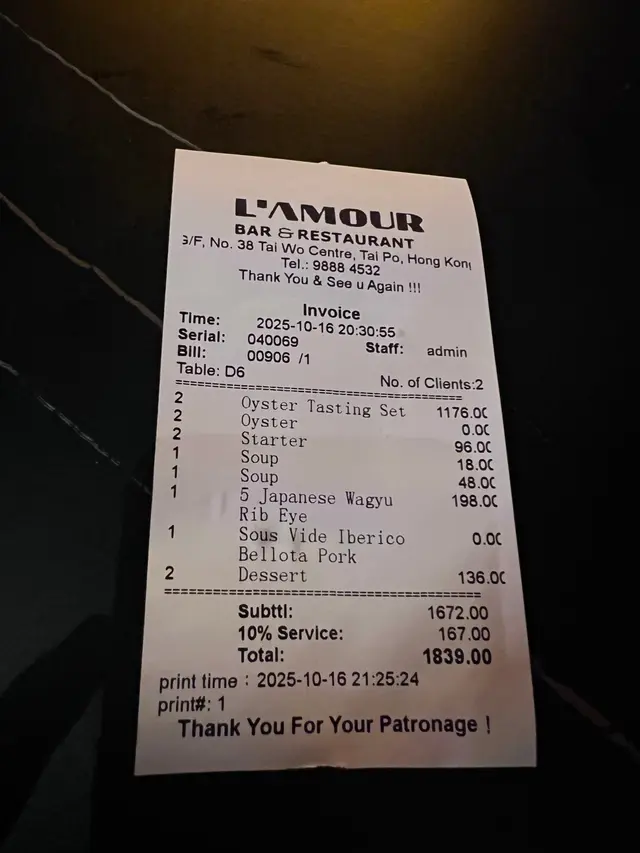 L'AMOUR
BAR & RESTAURANT
G/F, No. 38 Tai Wo Centre, Tai Po, Hong Kong
Tel.: 9888 4532
Thank You & See u Again !!!
Invoice
Time: 2025-10-16 20:30:55
Serial: 040069 Staff: admin
Bill: 00906 /1
Table: D6 No. of Clients:2
2 Oyster Tasting Set 1176.00
2 Oyster 0.00
2 Starter 96.00
1 Soup 18.00
1 Soup 48.00
1 5 Japanese Wagyu 198.00
Rib Eye
1 Sous Vide Iberico 0.00
Bellota Pork
2 Dessert 136.00
Subttl: 1672.00
10% Service: 167.00
Total: 1839.00
print time : 2025-10-16 21:25:24
print#: 1
Thank You For Your Patronage !